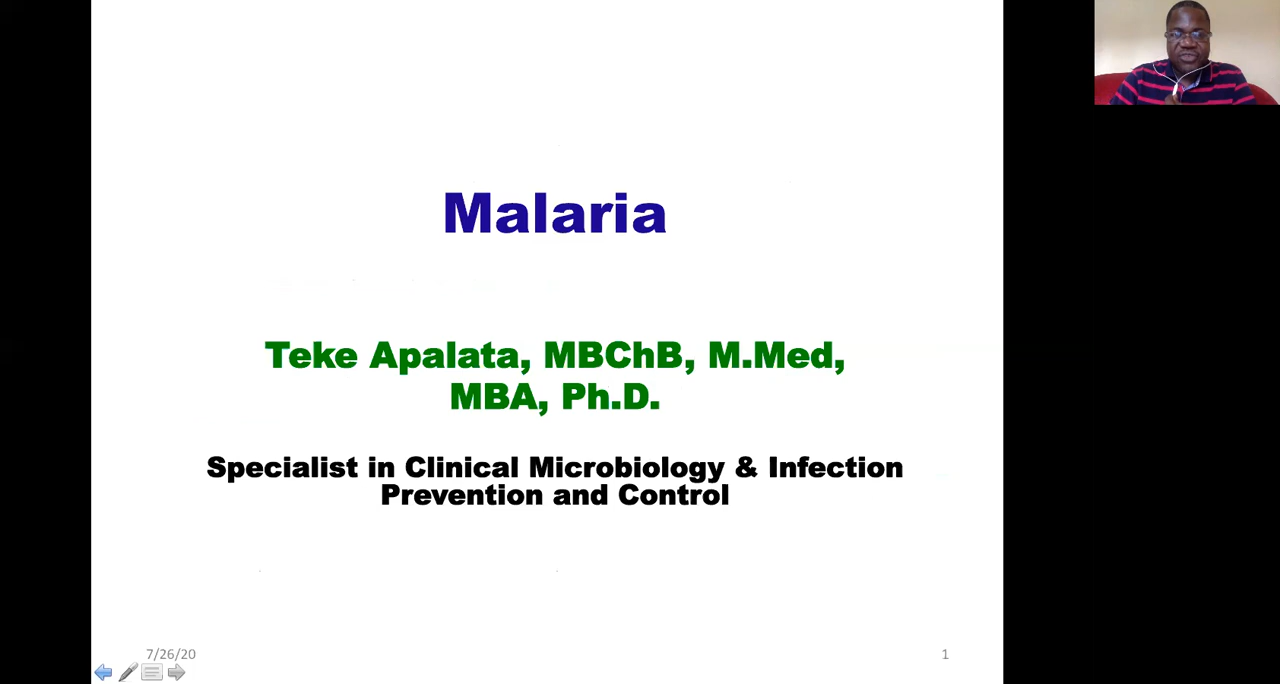 Malaria
Teke Apalata, MBChB, M.Med,
MBA, Ph.D.
Specialist in Clinical Microbiology & Infection
Prevention and Control
7/26/20
1